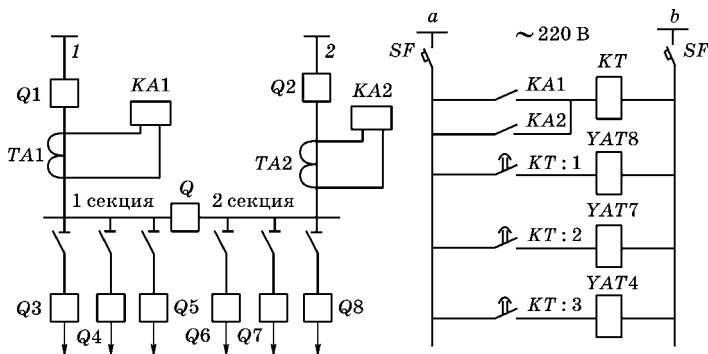 1
2
Q1
KA1
Q2
KA2
TA1
TA2
1 секция
Q
2 секция
Q3
Q4
Q5
Q6
Q7
Q8
a
b
~220 В
SF
SF
KT
KA1
KA2
YAT8
KT : 1
YAT7
KT : 2
YAT4
KT : 3